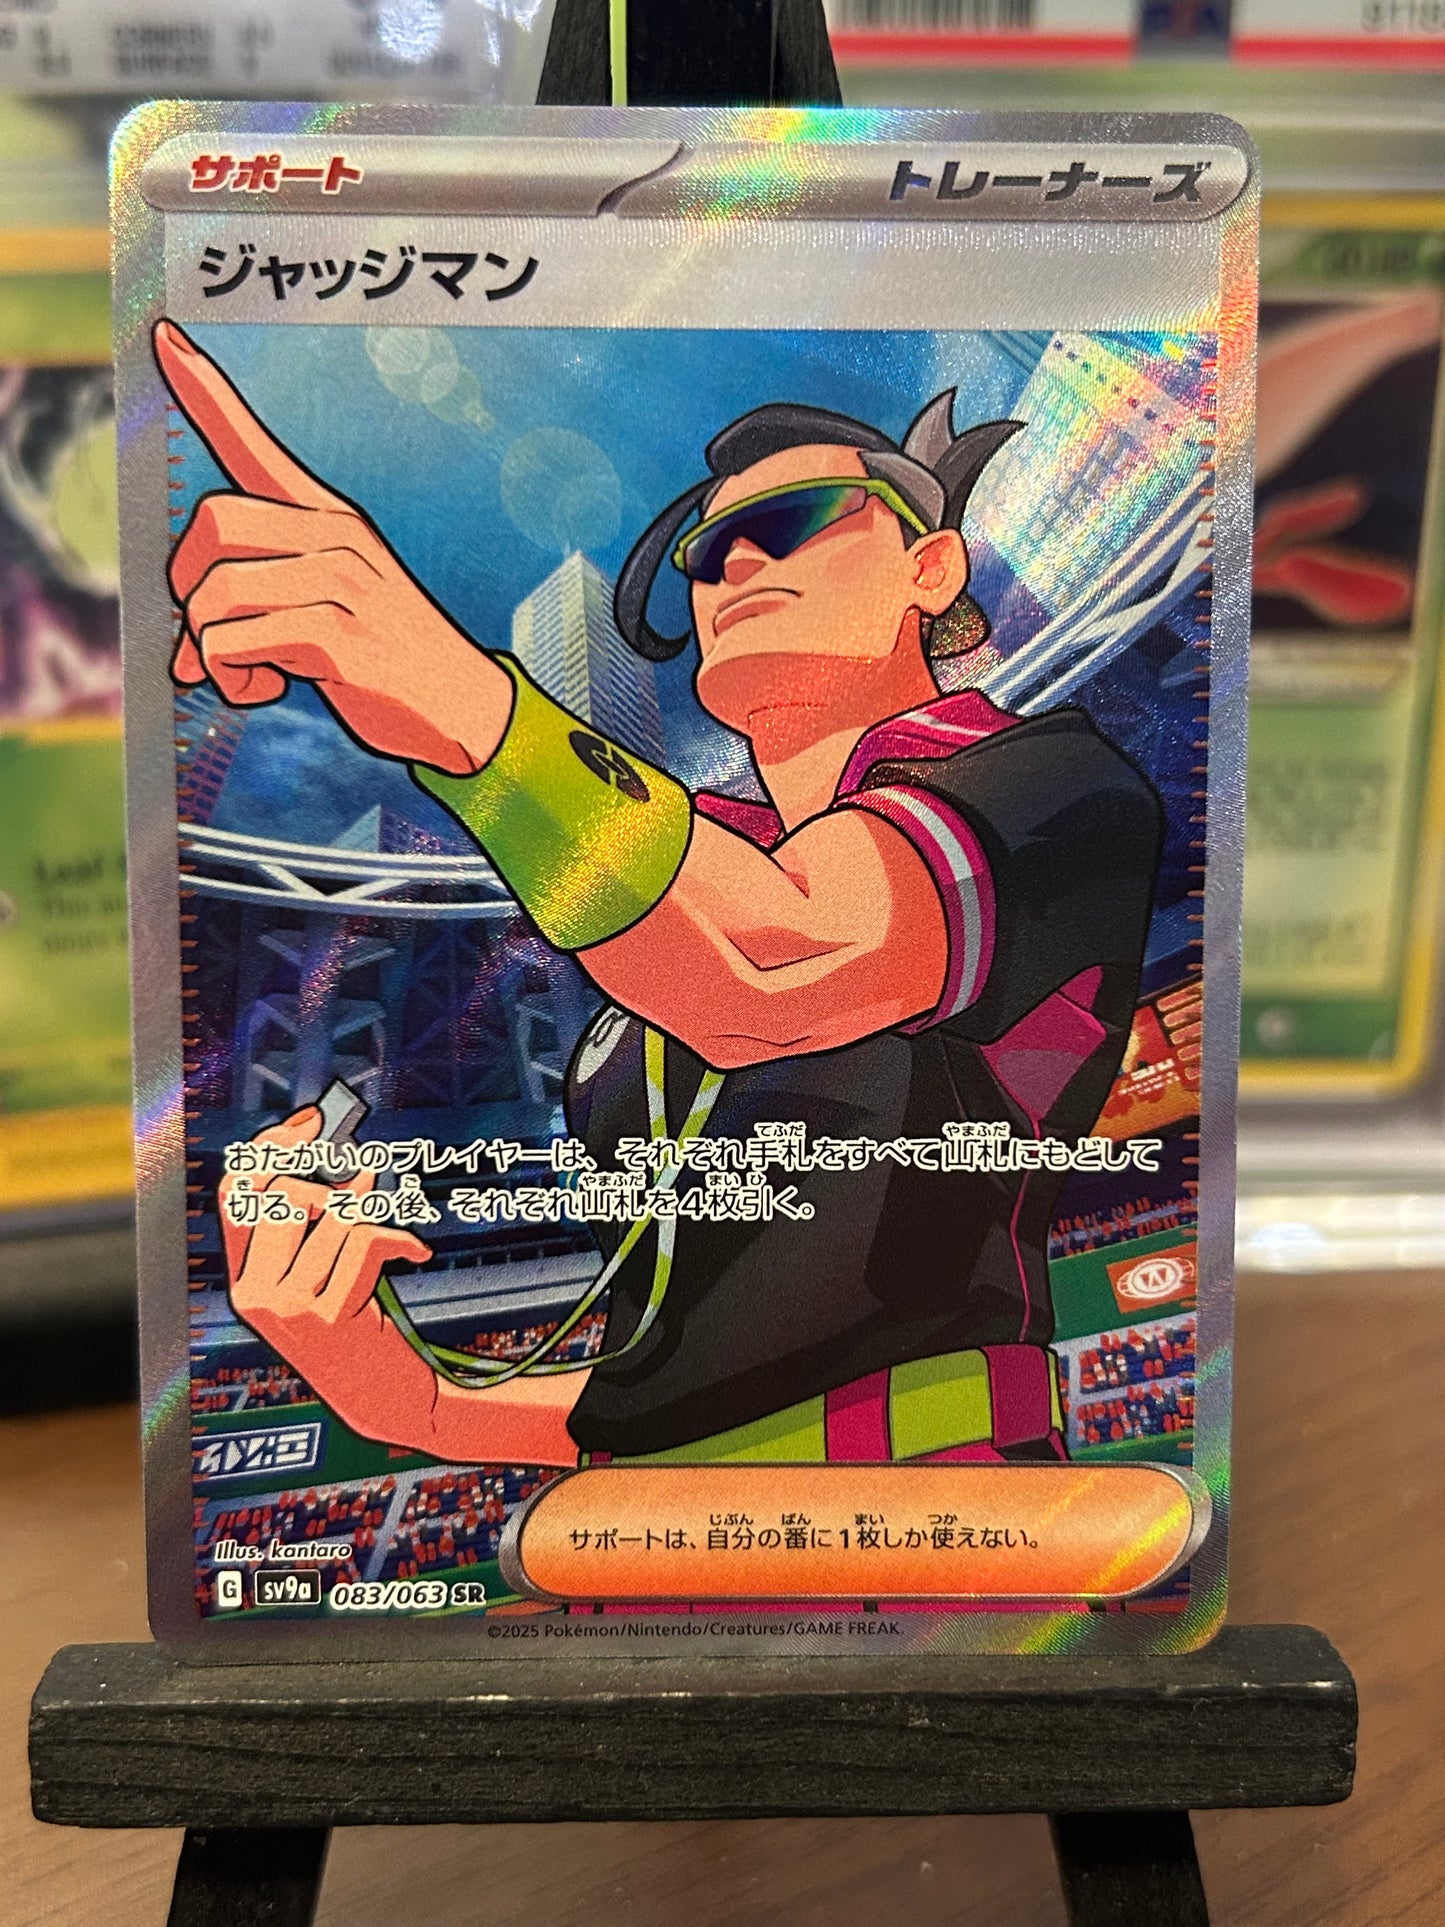 サポート
トレーナーズ
ジャッジマン
おたがいのプレイヤーは、それぞれ手札をすべて山札にもどして
切る。その後、それぞれ山札を4枚引く。
サポートは、自分の番に1枚しか使えない。
Illus. kantaro
G sv9a 083/063 SR
©2025 Pokémon/Nintendo/Creatures/GAME FREAK.